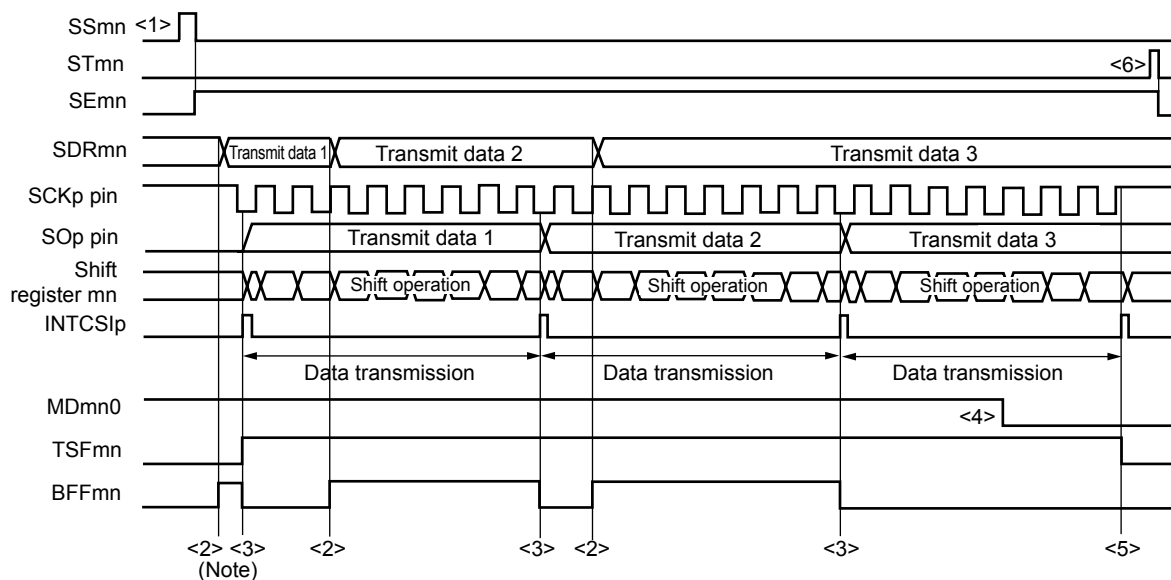 SSmn <1>
STmn <6>
SEmn
SDRmn Transmit data 1 Transmit data 2 Transmit data 3
SCKp pin
SOp pin Transmit data 1 Transmit data 2 Transmit data 3
Shift
register mn Shift operation Shift operation Shift operation
INTCSIp
Data transmission Data transmission Data transmission
MDmn0 <4>
TSFmn
BFFmn
<2> <3> <2> <3> <2> <3> <5>
(Note)